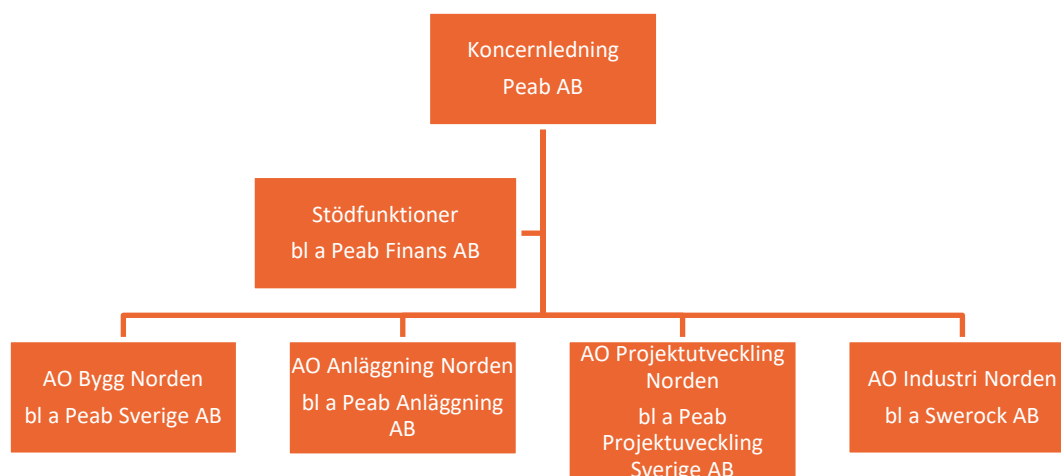 Koncernledning
Peab AB
Stödfunktioner
bl a Peab Finans AB
AO Bygg Norden
bl a Peab Sverige AB
AO Anläggning Norden
bl a Peab Anläggning
AB
AO Projektutveckling
Norden
bl a Peab
Projektuveckling
Sverige AB
AO Industri Norden
bl a Swerock AB